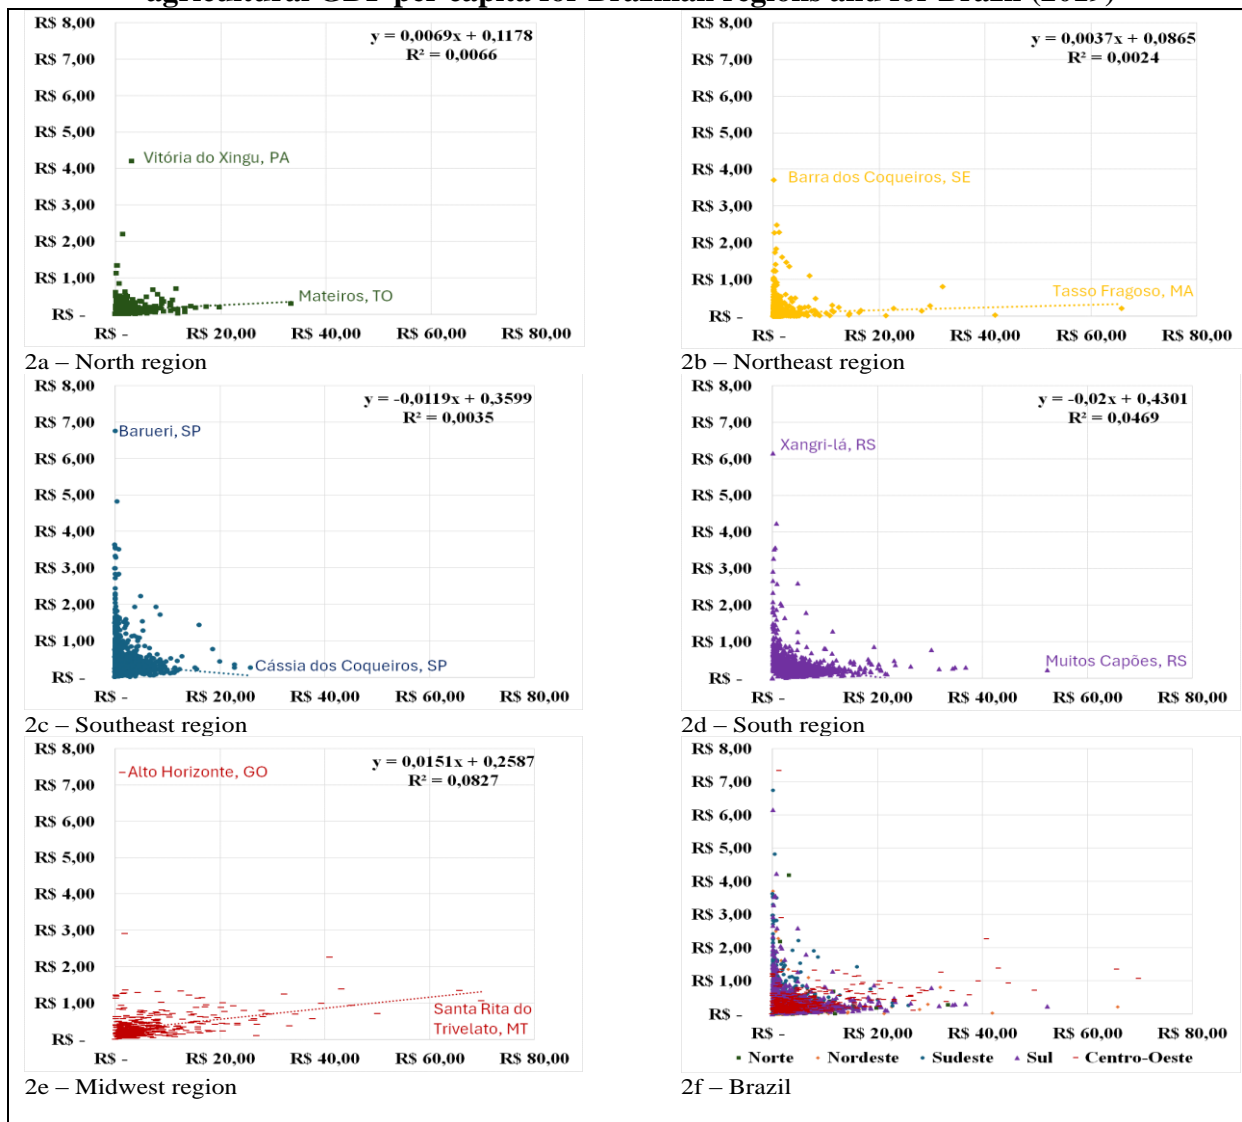 agricultural GDP per capita for Brazilian regions and for Brazil (2019)
R$ 8,00
R$ 7,00
R$ 6,00
R$ 5,00
R$ 4,00
R$ 3,00
R$ 2,00
R$ 1,00
R$ -
y = 0,0069x + 0,1178
R² = 0,0066
Vitória do Xingu, PA
Mateiros, TO
R$ - R$ 20,00 R$ 40,00 R$ 60,00 R$ 80,00
2a – North region
R$ 8,00
R$ 7,00
R$ 6,00
R$ 5,00
R$ 4,00
R$ 3,00
R$ 2,00
R$ 1,00
R$ -
y = 0,0037x + 0,0865
R² = 0,0024
Barra dos Coqueiros, SE
Tasso Fragoso, MA
R$ - R$ 20,00 R$ 40,00 R$ 60,00 R$ 80,00
2b – Northeast region
R$ 8,00
R$ 7,00
R$ 6,00
R$ 5,00
R$ 4,00
R$ 3,00
R$ 2,00
R$ 1,00
R$ -
y = -0,0119x + 0,3599
R² = 0,0035
Barueri, SP
Cássia dos Coqueiros, SP
R$ - R$ 20,00 R$ 40,00 R$ 60,00 R$ 80,00
2c – Southeast region
R$ 8,00
R$ 7,00
R$ 6,00
R$ 5,00
R$ 4,00
R$ 3,00
R$ 2,00
R$ 1,00
R$ -
y = -0,02x + 0,4301
R² = 0,0469
Xangri-lá, RS
Muitos Capões, RS
R$ - R$ 20,00 R$ 40,00 R$ 60,00 R$ 80,00
2d – South region
R$ 8,00
R$ 7,00
R$ 6,00
R$ 5,00
R$ 4,00
R$ 3,00
R$ 2,00
R$ 1,00
R$ -
y = 0,0151x + 0,2587
R² = 0,0827
Alto Horizonte, GO
Santa Rita do
Trivelato, MT
R$ - R$ 20,00 R$ 40,00 R$ 60,00 R$ 80,00
2e – Midwest region
R$ 8,00
R$ 7,00
R$ 6,00
R$ 5,00
R$ 4,00
R$ 3,00
R$ 2,00
R$ 1,00
R$ -
R$ - R$ 20,00 R$ 40,00 R$ 60,00 R$ 80,00
Norte Nordeste Sudeste Sul Centro-Oeste
2f – Brazil